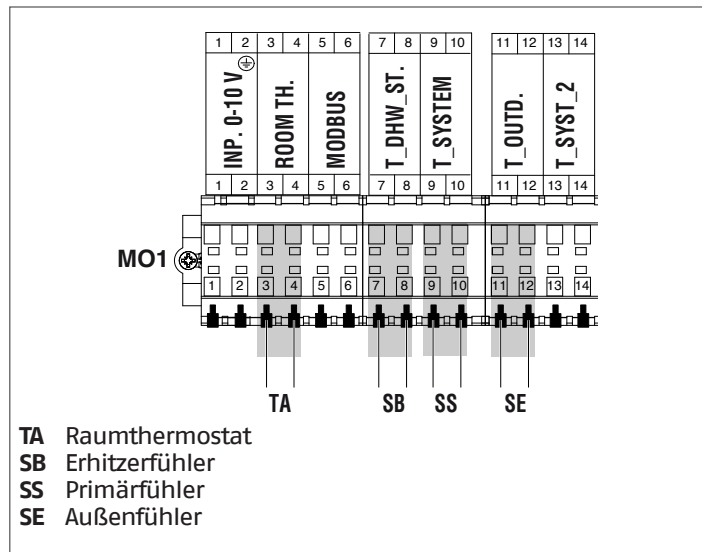 1 2 3 4 5 6 7 8 9 10 11 12 13 14
INP. 0-10 V
ROOM TH.
MODBUS
T_DHW_ST.
T_SYSTEM
T_OUTD.
T_SYST_2
1 2 3 4 5 6 7 8 9 10 11 12 13 14
MO1
1 2 3 4 5 6 7 8 9 10 11 12 13 14
TA SB SS SE
TA Raumthermostat
SB Erhitzerfühler
SS Primärfühler
SE Außenfühler